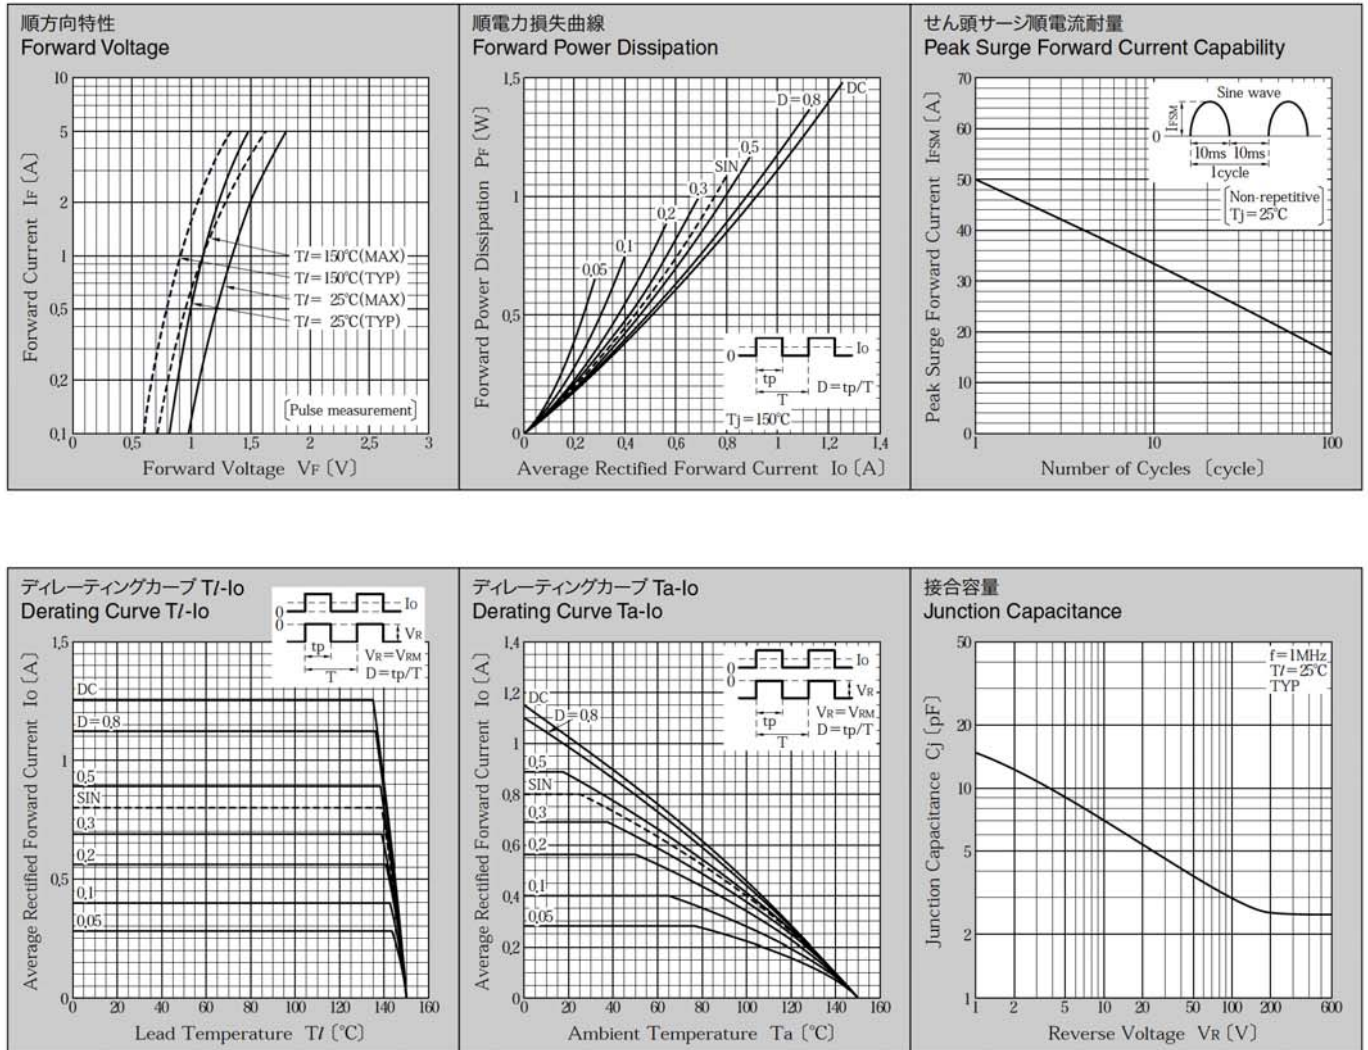 順方向特性
Forward Voltage
Forward Current IF〔A〕
10
5
2
1
0.5
0.2
0.1
0
0.5
1
1.5
2
2.5
3
Tl=150℃(MAX)
Tl=150℃(TYP)
Tl= 25℃(MAX)
Tl= 25℃(TYP)
〔Pulse measurement〕
Forward Voltage VF〔V〕
順電力損失曲線
Forward Power Dissipation
Forward Power Dissipation PF〔W〕
1.5
1
0.5
0
DC
D=0.8
0.5
SIN
0.3
0.2
0.1
0.05
0
Io
tp
T
D=tp/T
Tj=150℃
0
0.2
0.4
0.6
0.8
1
1.2
1.4
Average Rectified Forward Current Io〔A〕
せん頭サージ順電流耐量
Peak Surge Forward Current Capability
Peak Surge Forward Current IFSM〔A〕
70
60
50
40
30
20
10
0
Sine wave
IFSM
0
10ms
10ms
1cycle
〔Non-repetitive
Tj=25℃
1
10
100
Number of Cycles 〔cycle〕
ディレーティングカーブ Tl-Io
Derating Curve Tl-Io
0
Io
0
VR
tp
VR=VRM
T
D=tp/T
Average Rectified Forward Current Io〔A〕
1.5
1
0.5
0
DC
D=0.8
0.5
SIN
0.3
0.2
0.1
0.05
0
20
40
60
80
100
120
140
160
Lead Temperature Tl〔℃〕
ディレーティングカーブ Ta-Io
Derating Curve Ta-Io
0
Io
0
VR
tp
VR=VRM
T
D=tp/T
Average Rectified Forward Current Io〔A〕
1.4
1.2
1
0.8
0.6
0.4
0.2
0
DC
D=0.8
0.5
SIN
0.3
0.2
0.1
0.05
0
20
40
60
80
100
120
140
160
Ambient Temperature Ta〔℃〕
接合容量
Junction Capacitance
Junction Capacitance Cj〔pF〕
50
20
10
5
2
1
f=1MHz
Tl=25℃
TYP
1
2
5
10
20
50
100
200
600
Reverse Voltage VR〔V〕